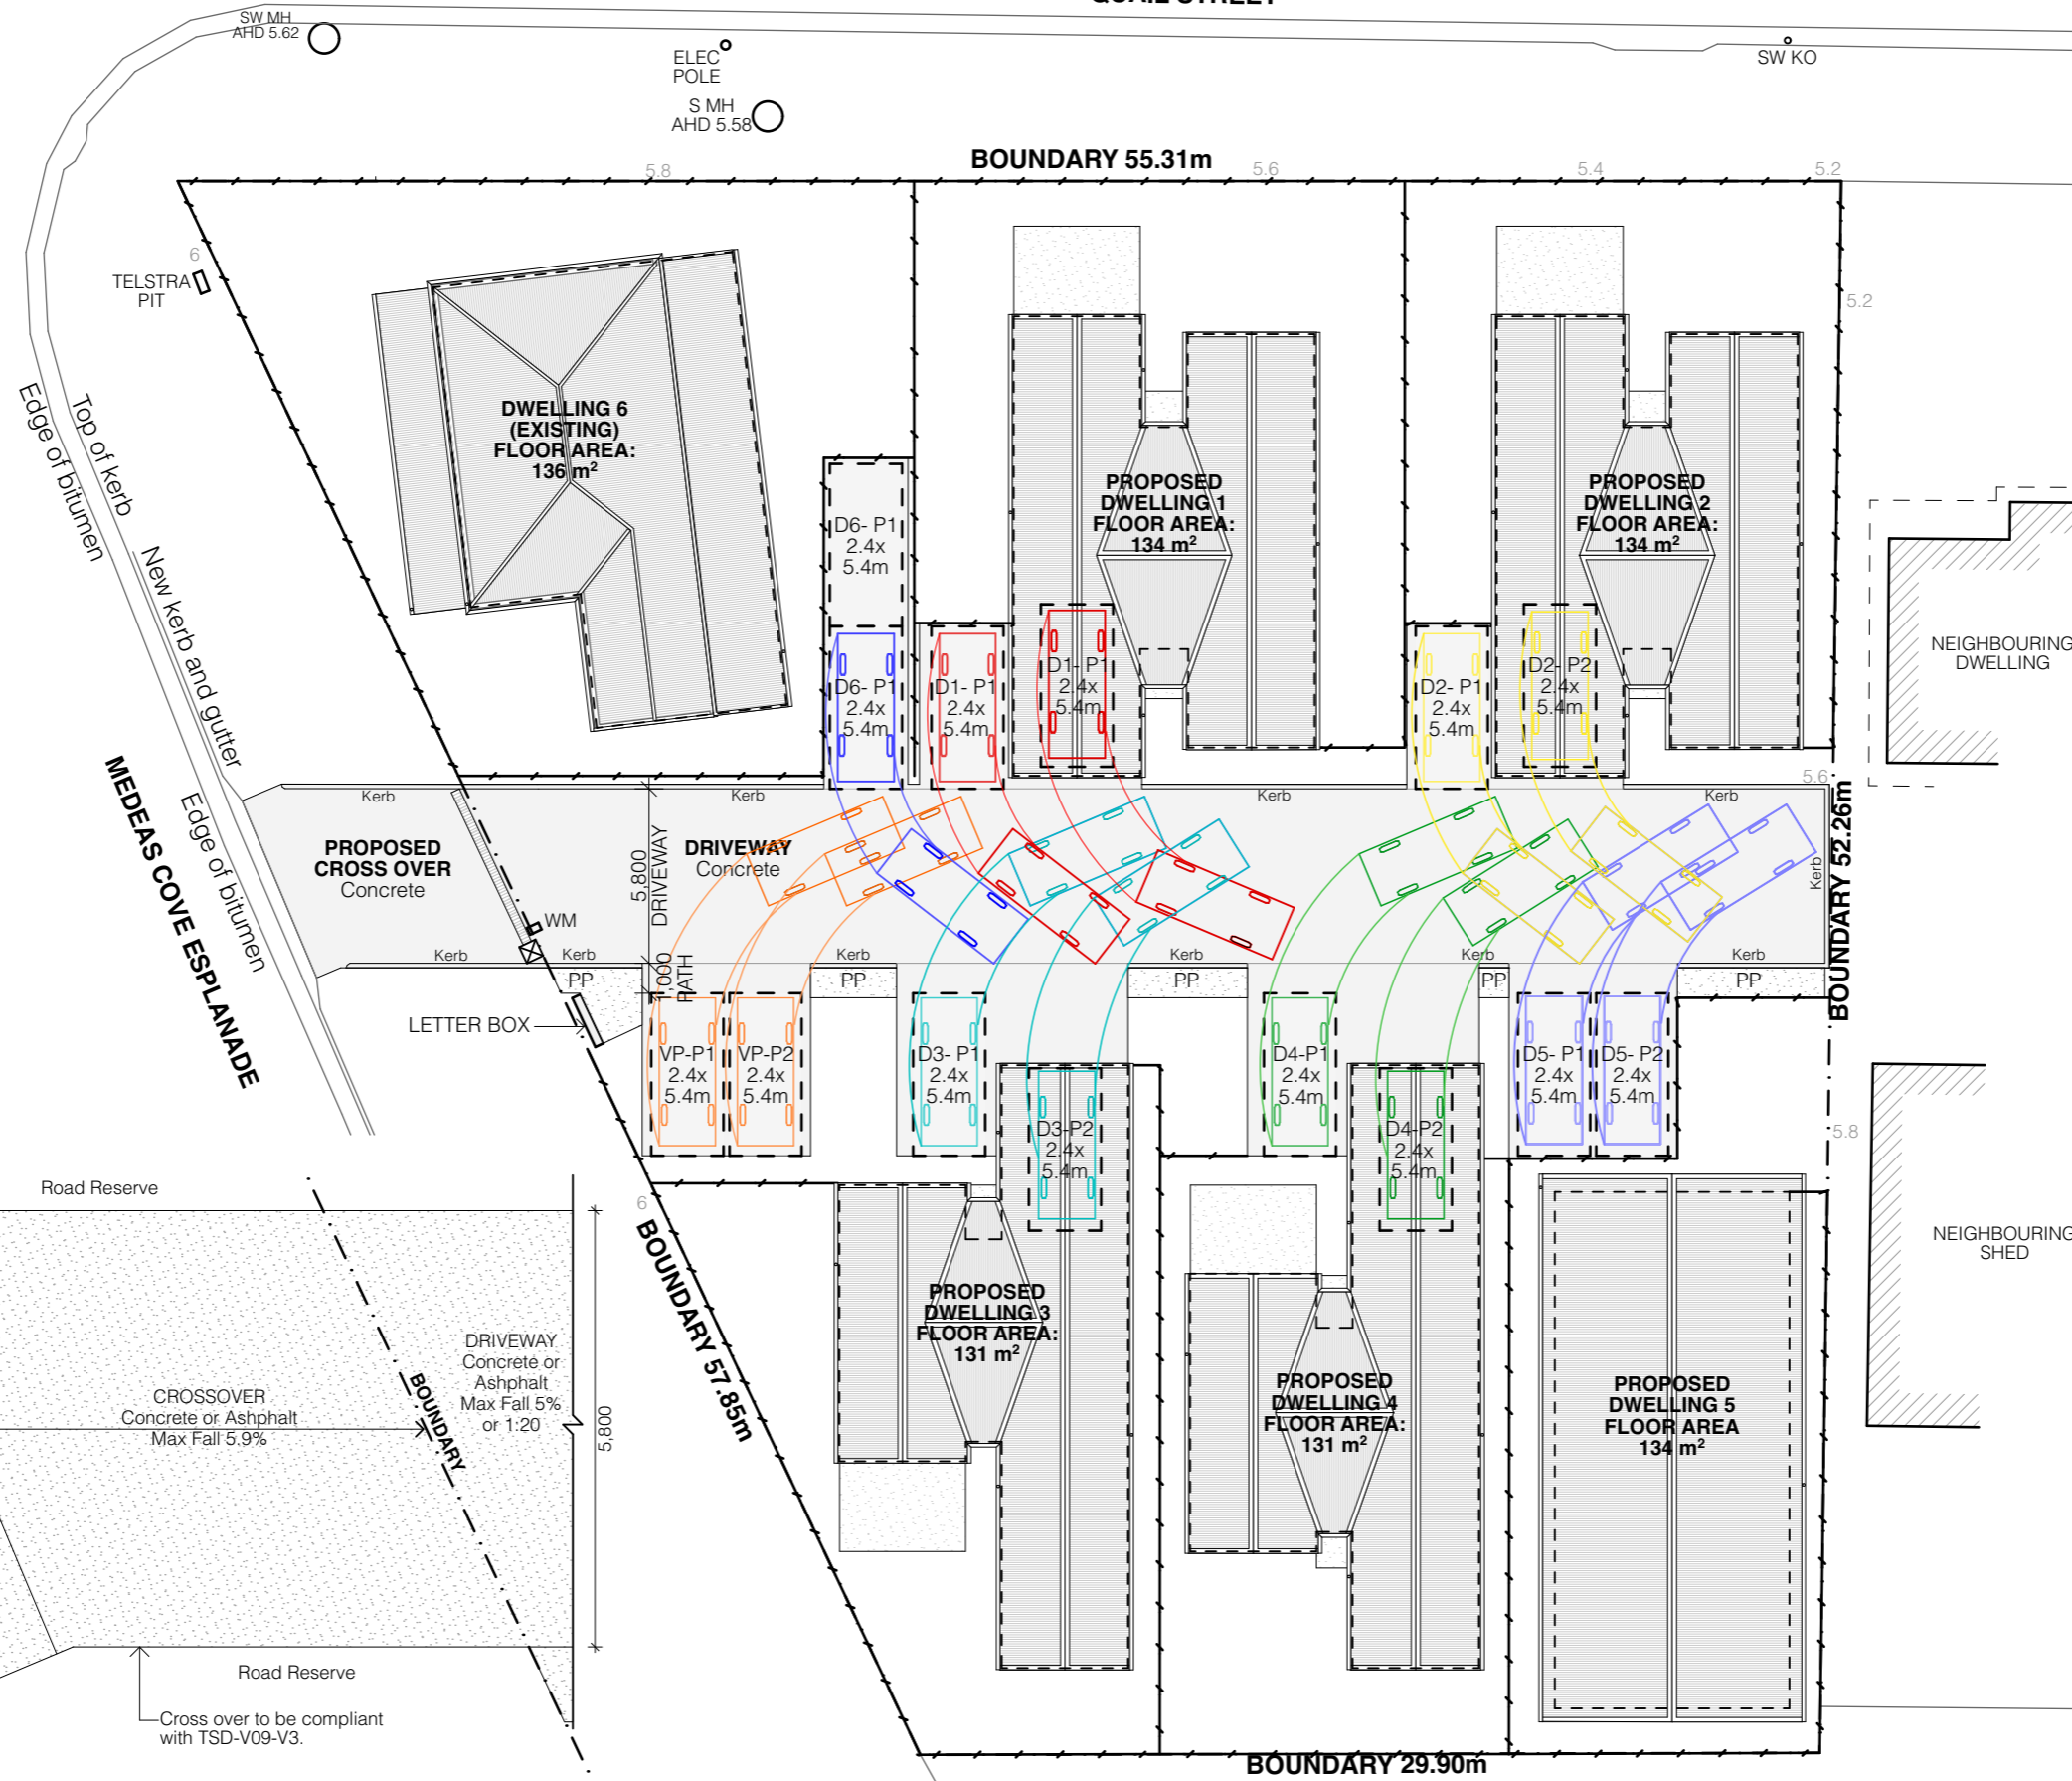 QUAIL STREET
SW MH
AHD 5.62
ELEC
POLE
S MH
AHD 5.58
SW KO
BOUNDARY 55.31m
5.8
5.6
5.4
5.2
6
TELSTRA
PIT
5.2
Top of kerb
Edge of bitumen
New kerb and gutter
DWELLING 6
(EXISTING)
FLOOR AREA:
136 m²
PROPOSED
DWELLING 1
FLOOR AREA:
134 m²
PROPOSED
DWELLING 2
FLOOR AREA:
134 m²
NEIGHBOURING
DWELLING
D6- P1
2.4x
5.4m
D6- P1
2.4x
5.4m
D1- P1
2.4x
5.4m
D1- P1
2.4x
5.4m
D2- P1
2.4x
5.4m
D2- P2
2.4x
5.4m
5.6
BOUNDARY 52.26m
MEDEAS COVE ESPLANADE
Edge of bitumen
Kerb
Kerb
Kerb
Kerb
Kerb
PROPOSED
CROSS OVER
Concrete
5,800
DRIVEWAY
DRIVEWAY
Concrete
WM
Kerb
Kerb
Kerb
Kerb
Kerb
Kerb
1,000
PATH
PP
PP
PP
PP
PP
LETTER BOX
VP-P1
2.4x
5.4m
VP-P2
2.4x
5.4m
D3- P1
2.4x
5.4m
D3-P2
2.4x
5.4m
D4-P1
2.4x
5.4m
D4-P2
2.4x
5.4m
D5- P1
2.4x
5.4m
D5- P2
2.4x
5.4m
5.8
6
BOUNDARY 57.85m
PROPOSED
DWELLING 3
FLOOR AREA:
131 m²
PROPOSED
DWELLING 4
FLOOR AREA:
131 m²
PROPOSED
DWELLING 5
FLOOR AREA
134 m²
NEIGHBOURING
SHED
Road Reserve
CROSSOVER
Concrete or Ashphalt
Max Fall 5.9%
BOUNDARY
DRIVEWAY
Concrete or
Ashphalt
Max Fall 5%
or 1:20
5,800
Road Reserve
Cross over to be compliant
with TSD-V09-V3.
BOUNDARY 29.90m